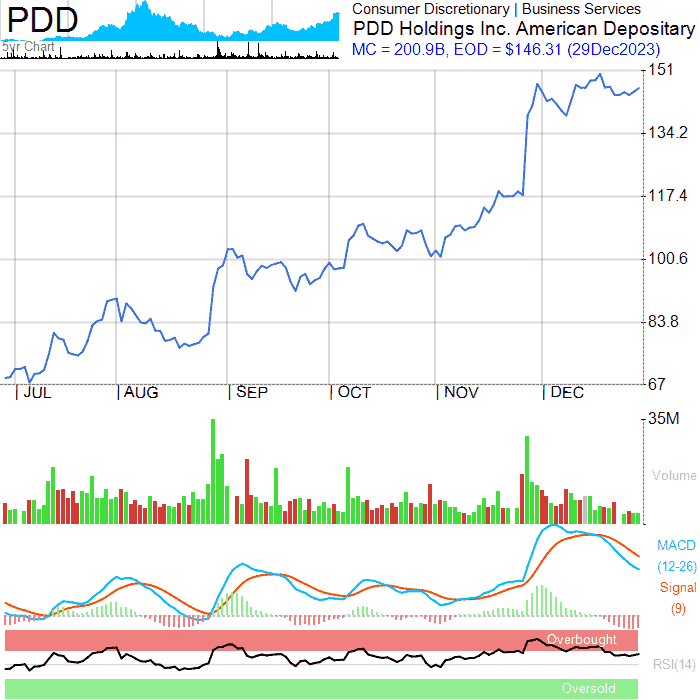 PDD
5yr Chart
Consumer Discretionary | Business Services
PDD Holdings Inc. American Depositary
MC = 200.9B, EOD = $146.31 (29Dec2023)
151
134.2
117.4
100.6
83.8
67
JUL
AUG
SEP
OCT
NOV
DEC
35M
Volume
MACD
(12-26)
Signal
(9)
Overbought
RSI(14)
Oversold